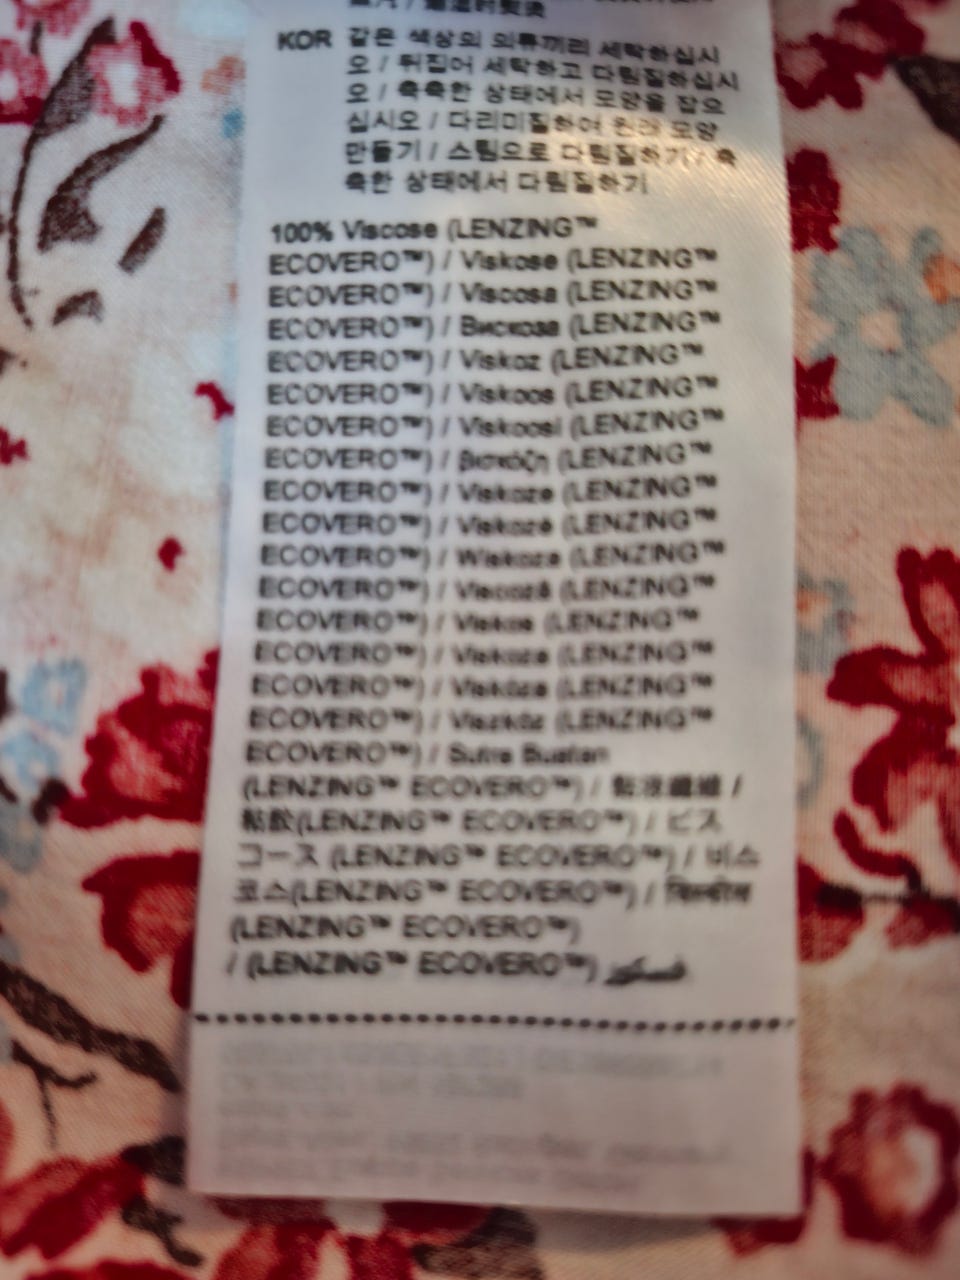 KOR 같은 색상의 의류끼리 세탁하십시
오 / 뒤집어 세탁하고 다림질하십시
오 / 축축한 상태에서 모양을 잡으
십시오 / 다리미질하여 원래 모양
만들기 / 스팀으로 다림질하기 / 축
축한 상태에서 다림질하기
100% Viscose (LENZING™
ECOVERO™) / Viskose (LENZING™
ECOVERO™) / Viscosa (LENZING™
ECOVERO™) / Вискоза (LENZING™
ECOVERO™) / Viskoz (LENZING™
ECOVERO™) / Viskoos (LENZING™
ECOVERO™) / Viskoosi (LENZING™
ECOVERO™) / βισκόζη (LENZING™
ECOVERO™) / Viskoze (LENZING™
ECOVERO™) / Viskozė (LENZING™
ECOVERO™) / Wiskoza (LENZING™
ECOVERO™) / Viscoză (LENZING™
ECOVERO™) / Viskos (LENZING™
ECOVERO™) / Viskoza (LENZING™
ECOVERO™) / Viskóza (LENZING™
ECOVERO™) / Viszkóz (LENZING™
ECOVERO™) / Sutra Buatan
(LENZING™ ECOVERO™) / 黏液纖維 /
粘胶(LENZING™ ECOVERO™) / ビス
コース (LENZING™ ECOVERO™) / 비스
코스(LENZING™ ECOVERO™) /
(LENZING™ ECOVERO™)
/ (LENZING™ ECOVERO™)